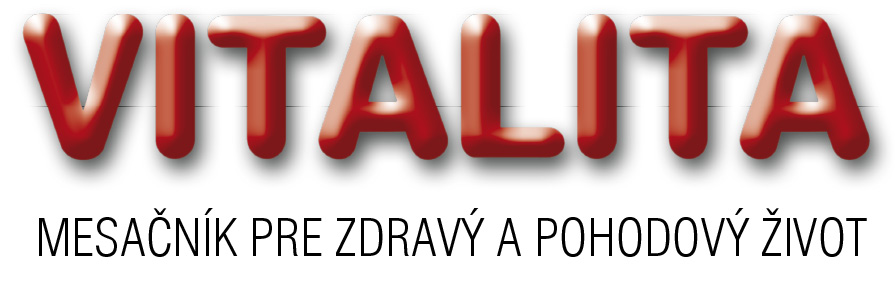 VITALITA
MESAČNÍK PRE ZDRAVÝ A POHODOVÝ ŽIVOT